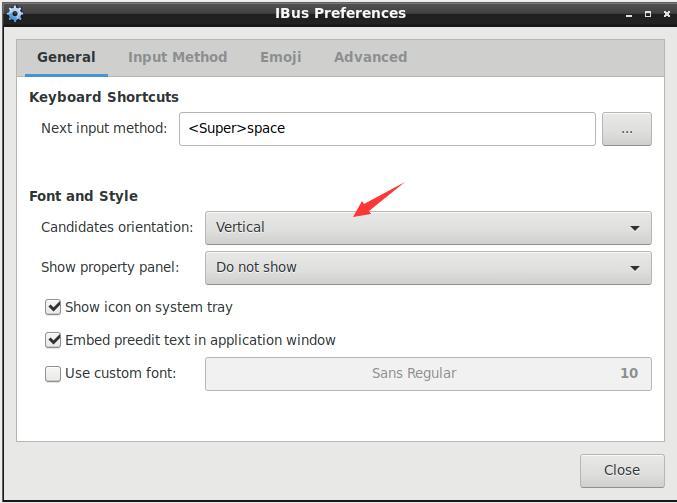 IBus Preferences
General Input Method Emoji Advanced
Keyboard Shortcuts
Next input method: <Super>space ...
Font and Style
Candidates orientation: Vertical
Show property panel: Do not show
Show icon on system tray
Embed preedit text in application window
Use custom font: Sans Regular 10
Close